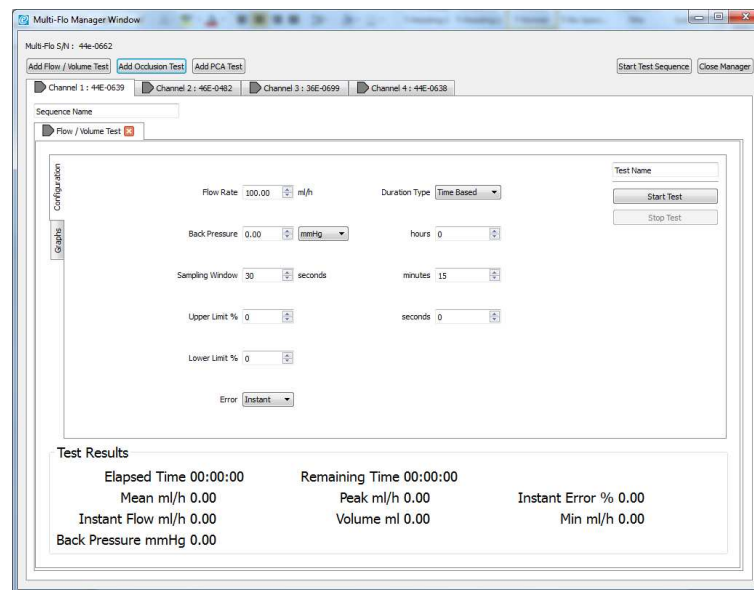 Multi-Flo Manager Window
Multi-Flo S/N : 44e-0662
Add Flow / Volume Test Add Occlusion Test Add PCA Test Start Test Sequence Close Manager
Channel 1 : 44E-0639 Channel 2 : 46E-0482 Channel 3 : 36E-0699 Channel 4 : 44E-0638
Sequence Name
Flow / Volume Test
Configuration
Graphs
Test Name
Flow Rate 100.00 ml/h Duration Type Time Based Start Test
Stop Test
Back Pressure 0.00 mmHg hours 0
Sampling Window 30 seconds minutes 15
Upper Limit % 0 seconds 0
Lower Limit % 0
Error Instant
Test Results
Elapsed Time 00:00:00 Remaining Time 00:00:00
Mean ml/h 0.00 Peak ml/h 0.00 Instant Error % 0.00
Instant Flow ml/h 0.00 Volume ml 0.00 Min ml/h 0.00
Back Pressure mmHg 0.00